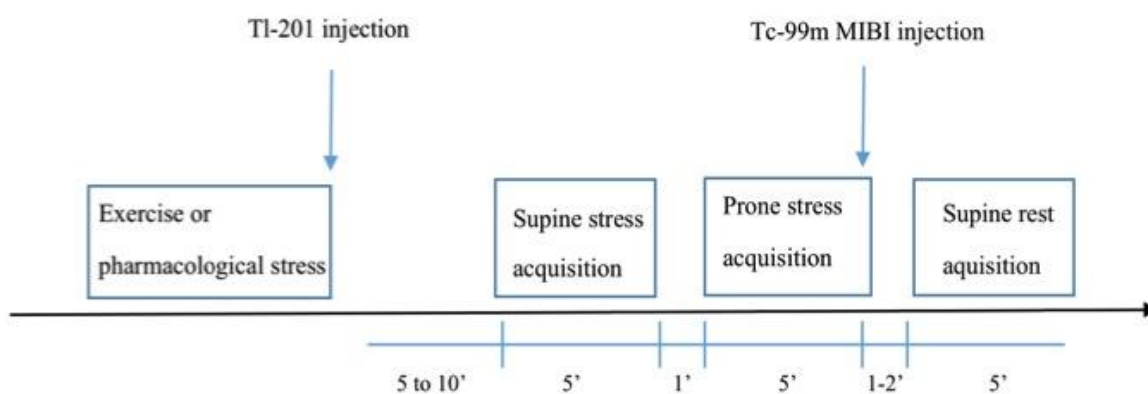 Tl-201 injection
Tc-99m MIBI injection
Exercise or
pharmacological stress
Supine stress
acquisition
Prone stress
acquisition
Supine rest
aquisition
5 to 10’
5’
1’
5’
1-2’
5’